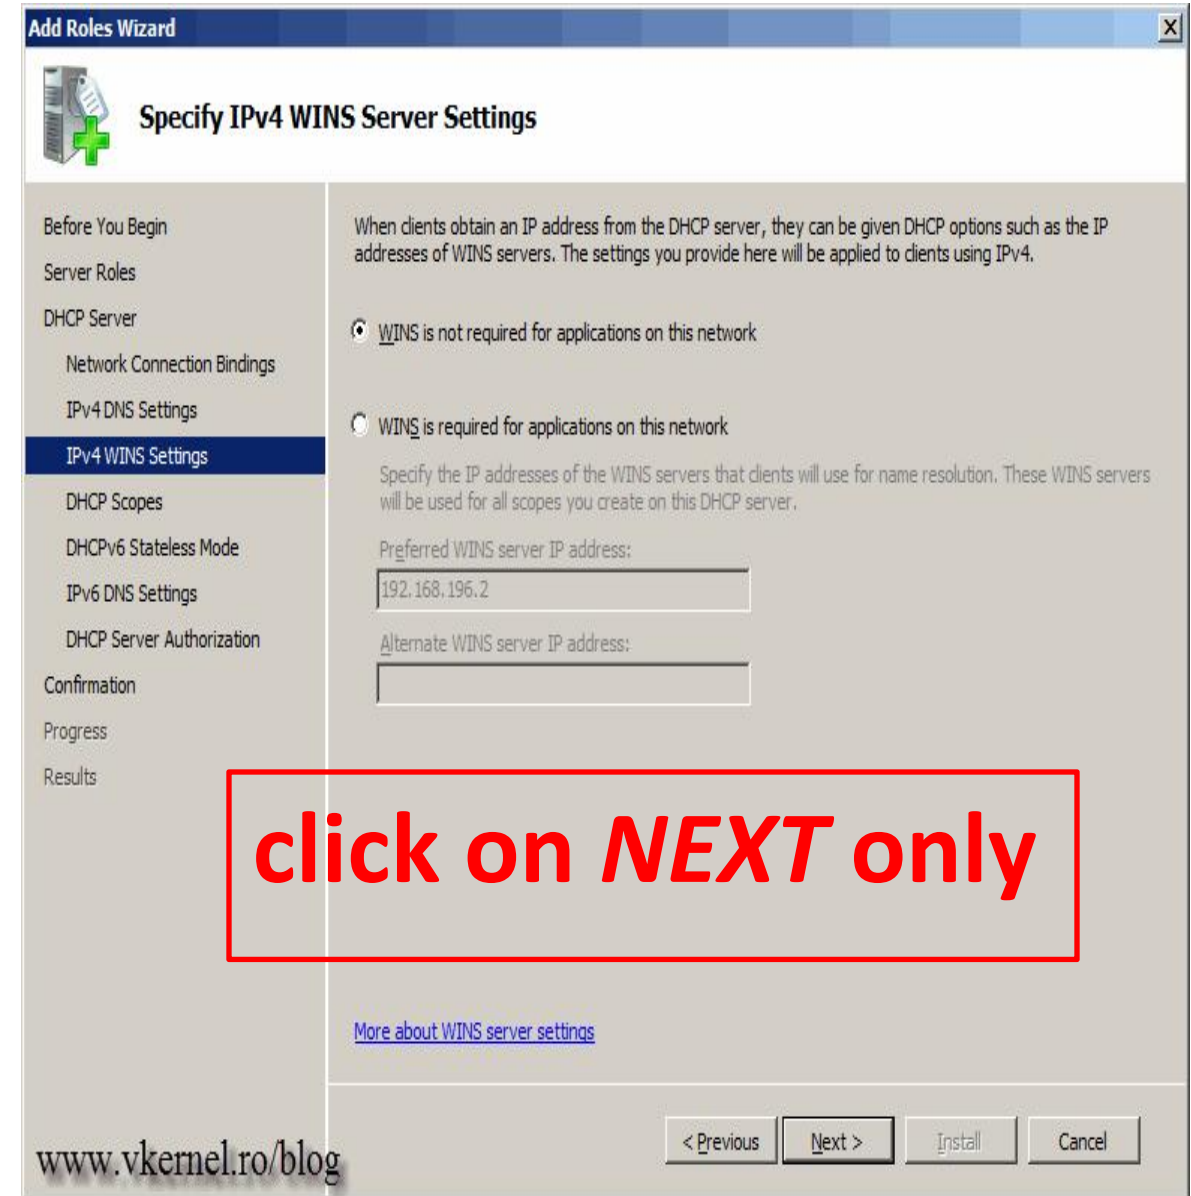 Add Roles Wizard
X
Specify IPv4 WINS Server Settings
Before You Begin
Server Roles
DHCP Server
Network Connection Bindings
IPv4 DNS Settings
IPv4 WINS Settings
DHCP Scopes
DHCPv6 Stateless Mode
IPv6 DNS Settings
DHCP Server Authorization
Confirmation
Progress
Results
When clients obtain an IP address from the DHCP server, they can be given DHCP options such as the IP
addresses of WINS servers. The settings you provide here will be applied to clients using IPv4.
WINS is not required for applications on this network
WINS is required for applications on this network
Specify the IP addresses of the WINS servers that clients will use for name resolution. These WINS servers
will be used for all scopes you create on this DHCP server.
Preferred WINS server IP address:
192.168.196.2
Alternate WINS server IP address:
click on NEXT only
More about WINS server settings
< Previous
Next >
Install
Cancel
www.vkernel.ro/blog